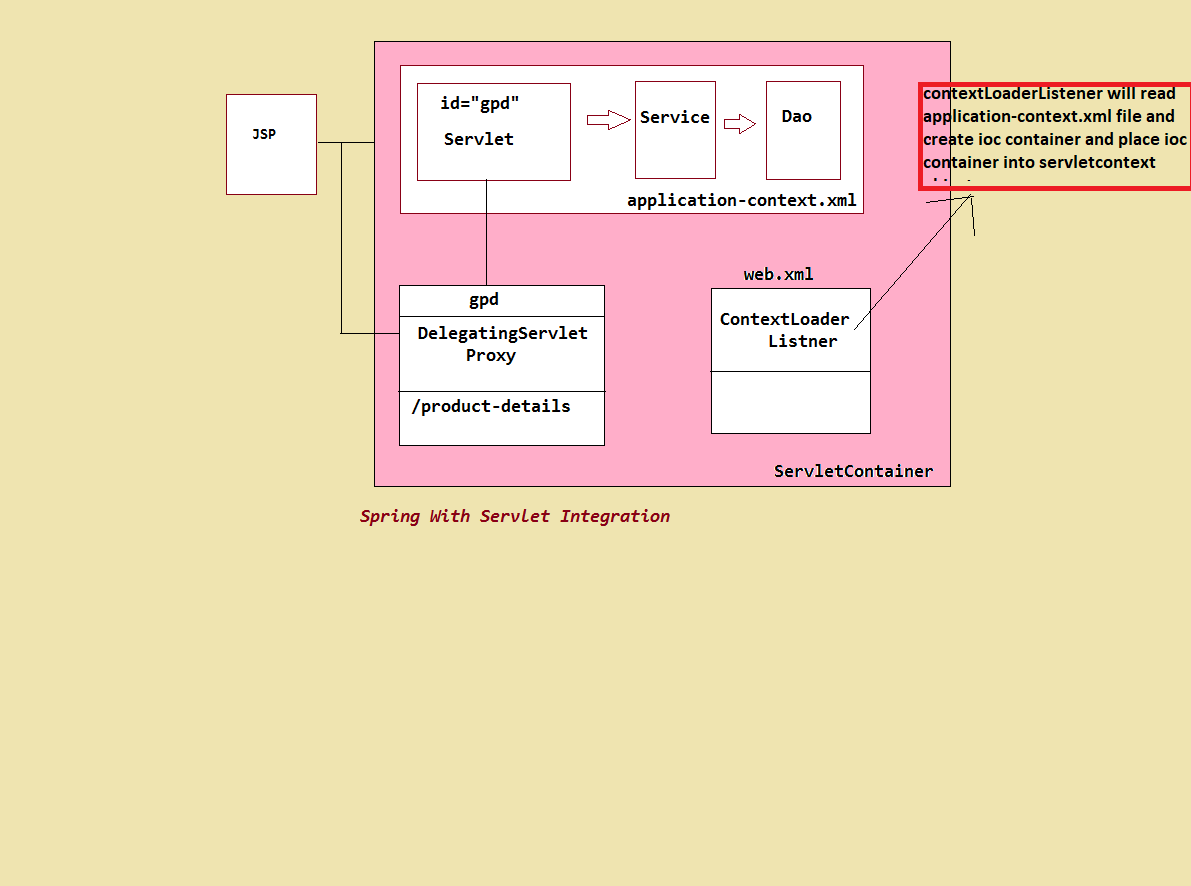 JSP
id="gpd"
Servlet
Service
Dao
application-context.xml
contextLoaderListener will read
application-context.xml file and
create ioc container and place ioc
container into servletcontext
gpd
DelegatingServlet
Proxy
/product-details
web.xml
ContextLoader
Listner
ServletContainer
Spring With Servlet Integration